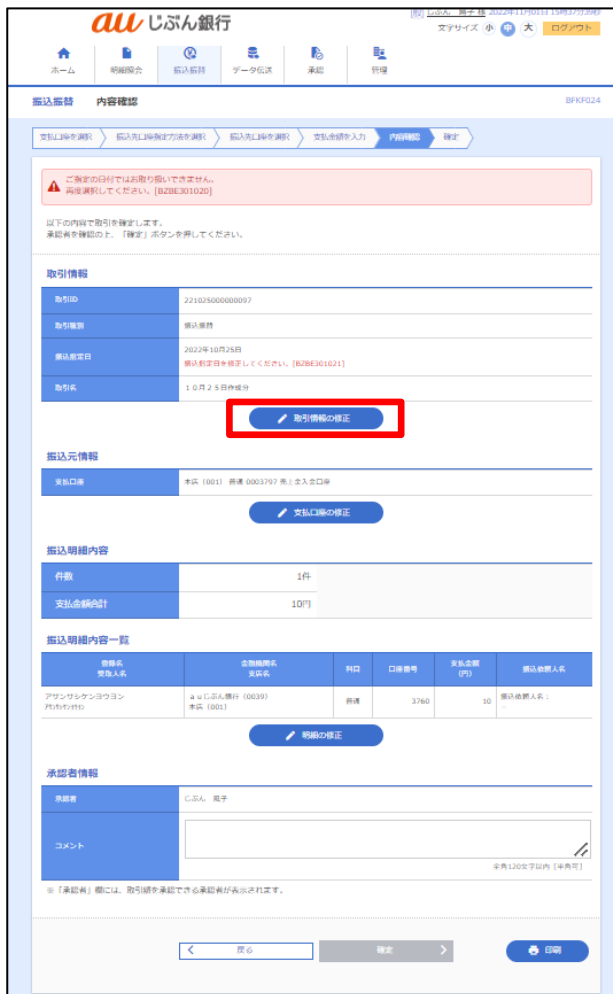 au じぶん銀行
じぶん 鳳子 様 2022年11月01日 15時37分39秒
文字サイズ 小 中 大 ログアウト
ホーム 明細照会 振込振替 データ伝送 承認 管理
振込振替 内容確認 BFKF024
支払口座を選択 振込先口座指定方法を選択 振込先口座を選択 支払金額を入力 内容確認 確定
ご指定の日付ではお取り扱いできません。
再度選択してください。[BZBE301020]
以下の内容で取引を確定します。
承認者を確認の上、「確定」ボタンを押してください。
取引情報
取引ID 221025000000097
取引種別 振込振替
振込指定日 2022年10月25日
振込指定日を修正してください。[BZBE301021]
取引名 10月25日作成分
取引情報の修正
振込元情報
支払口座 本店(001) 普通 0003797 売上金入金口座
支払口座の修正
振込明細内容
件数 1件
支払金額合計 10円
振込明細内容一覧
登録名
受取人名
金融機関名
支店名
科目 口座番号
支払金額
(円)
振込依頼人名
アサンサシケンヨウヨン
auじぶん銀行(0039)
本店(001)
普通 3760 10
振込依頼人名:
-
明細の修正
承認者情報
承認者 じぶん 鳳子
コメント
全角120文字以内 [半角可]
※「承認者」欄には、取引額を承認できる承認者が表示されます。
戻る 確定 印刷